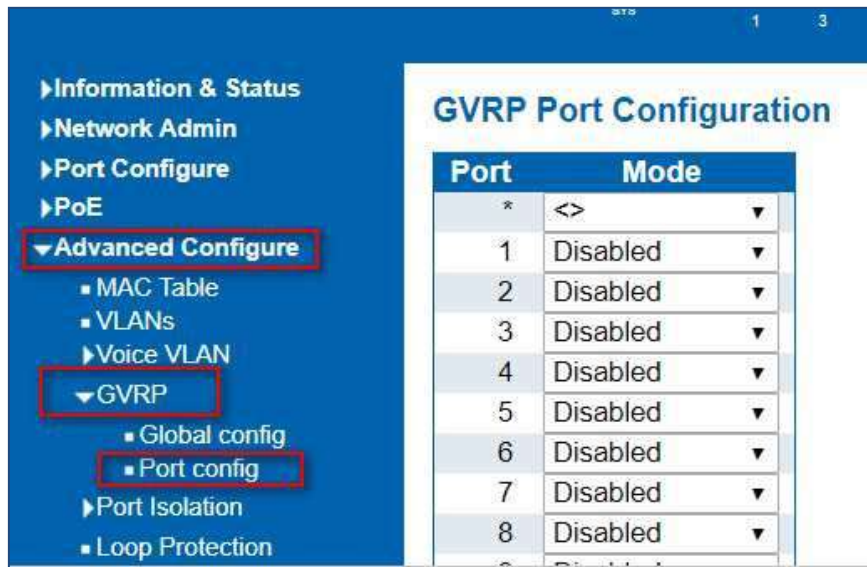 SYS
1 3
Information & Status
Network Admin
Port Configure
PoE
Advanced Configure
MAC Table
VLANs
Voice VLAN
GVRP
Global config
Port config
Port Isolation
Loop Protection
GVRP Port Configuration
Port Mode
* <>
1 Disabled
2 Disabled
3 Disabled
4 Disabled
5 Disabled
6 Disabled
7 Disabled
8 Disabled